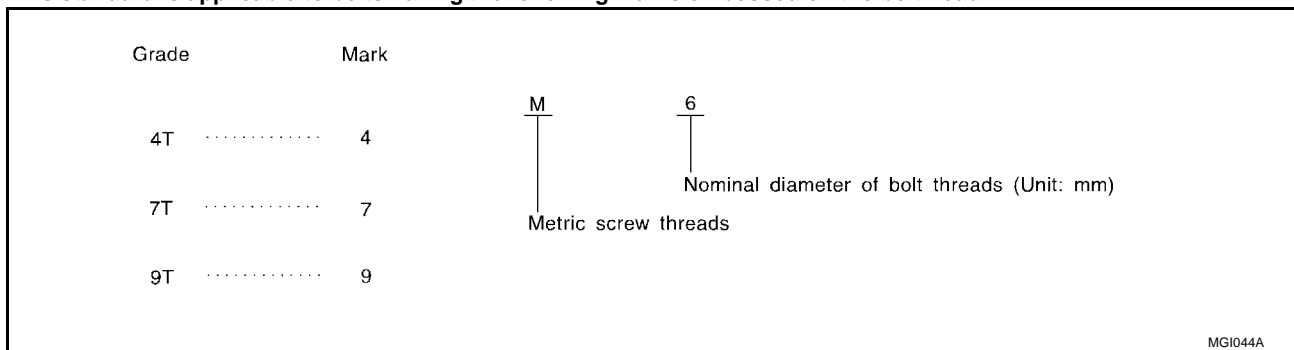 Grade Mark
M 6
4T ············· 4
Nominal diameter of bolt threads (Unit: mm)
7T ············· 7
Metric screw threads
9T ············· 9
MGI044A